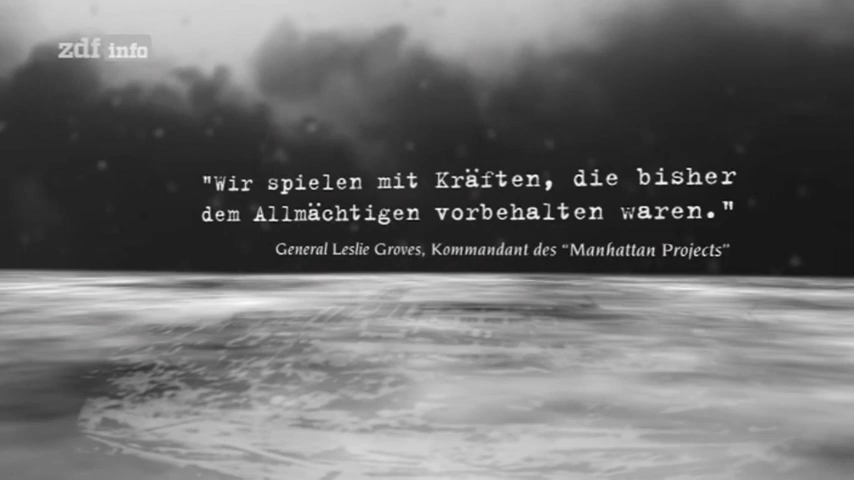 zdf info
"Wir spielen mit Kräften, die bisher
dem Allmächtigen vorbehalten waren."
General Leslie Groves, Kommandant des “Manhattan Projects”